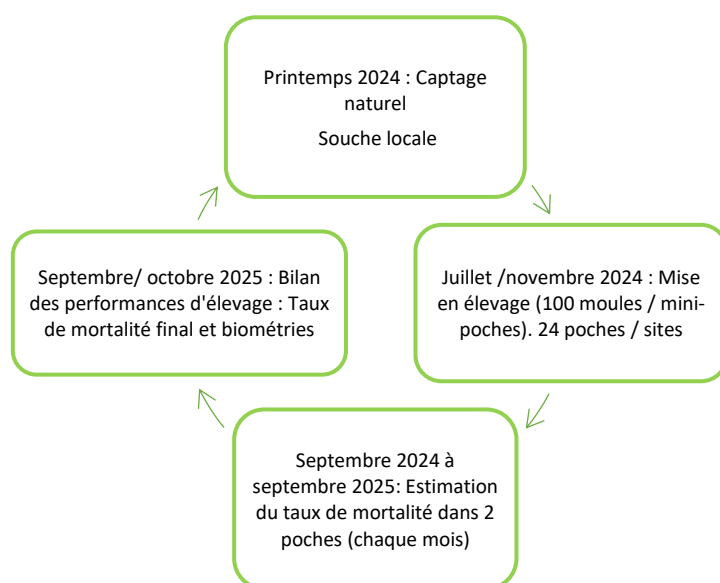 Printemps 2024 : Captage
naturel
Souche locale
Juillet /novembre 2024 : Mise
en élevage (100 moules / mini-
poches). 24 poches / sites
Septembre 2024 à
septembre 2025: Estimation
du taux de mortalité dans 2
poches (chaque mois)
Septembre/ octobre 2025 : Bilan
des performances d'élevage : Taux
de mortalité final et biométries